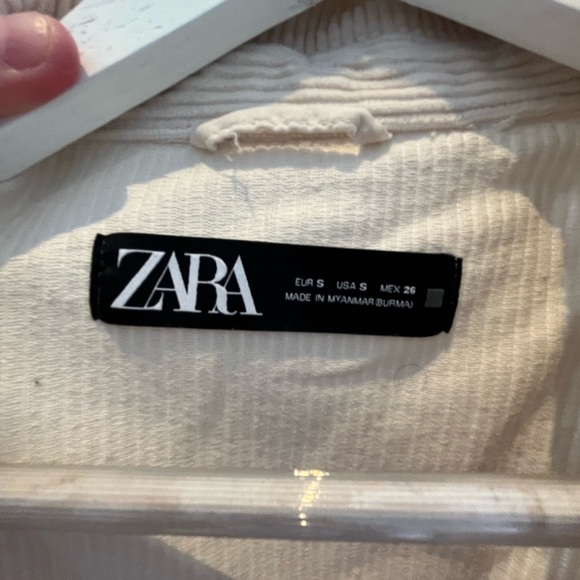 ZARA
EUR S USA S MEX 26
MADE IN MYANMAR (BURMA)